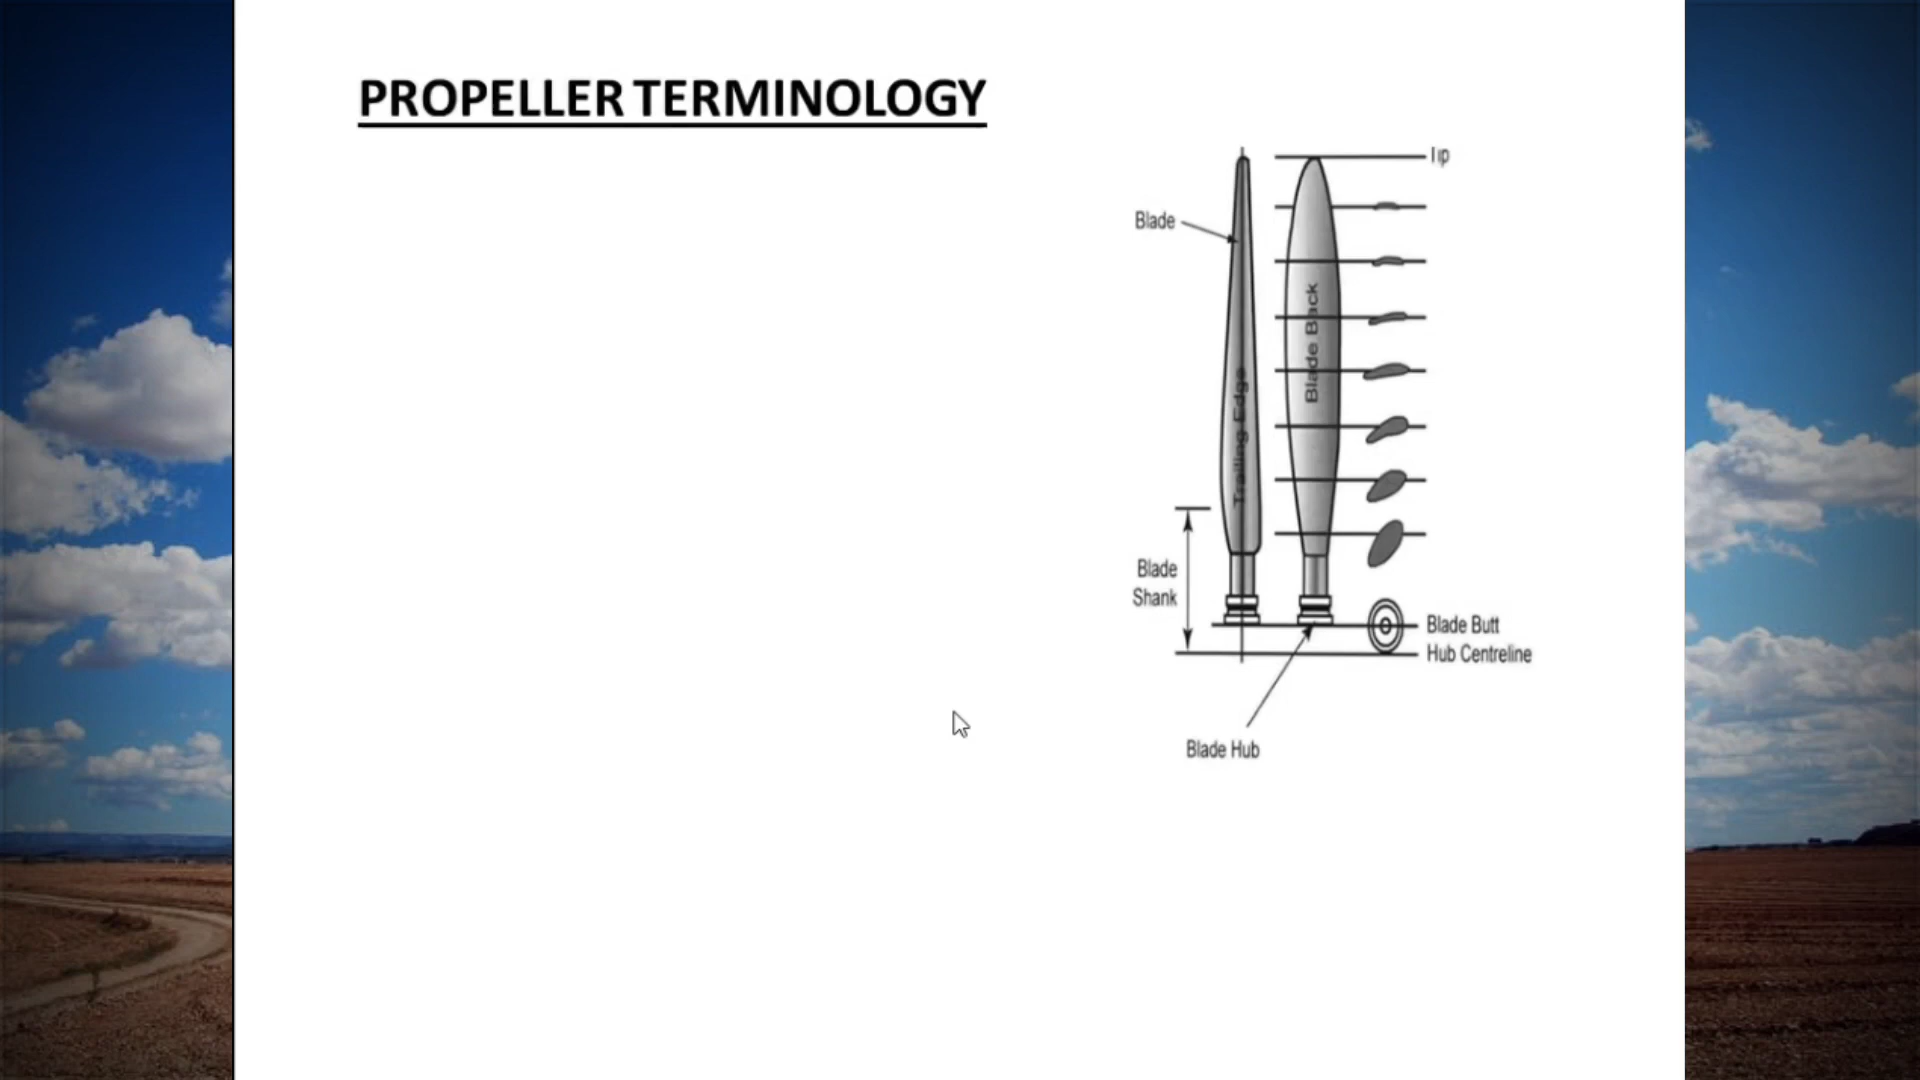 PROPELLER TERMINOLOGY
Tip
Blade
Blade Back
Trailing Edge
Blade
Shank
Blade Butt
Hub Centreline
Blade Hub